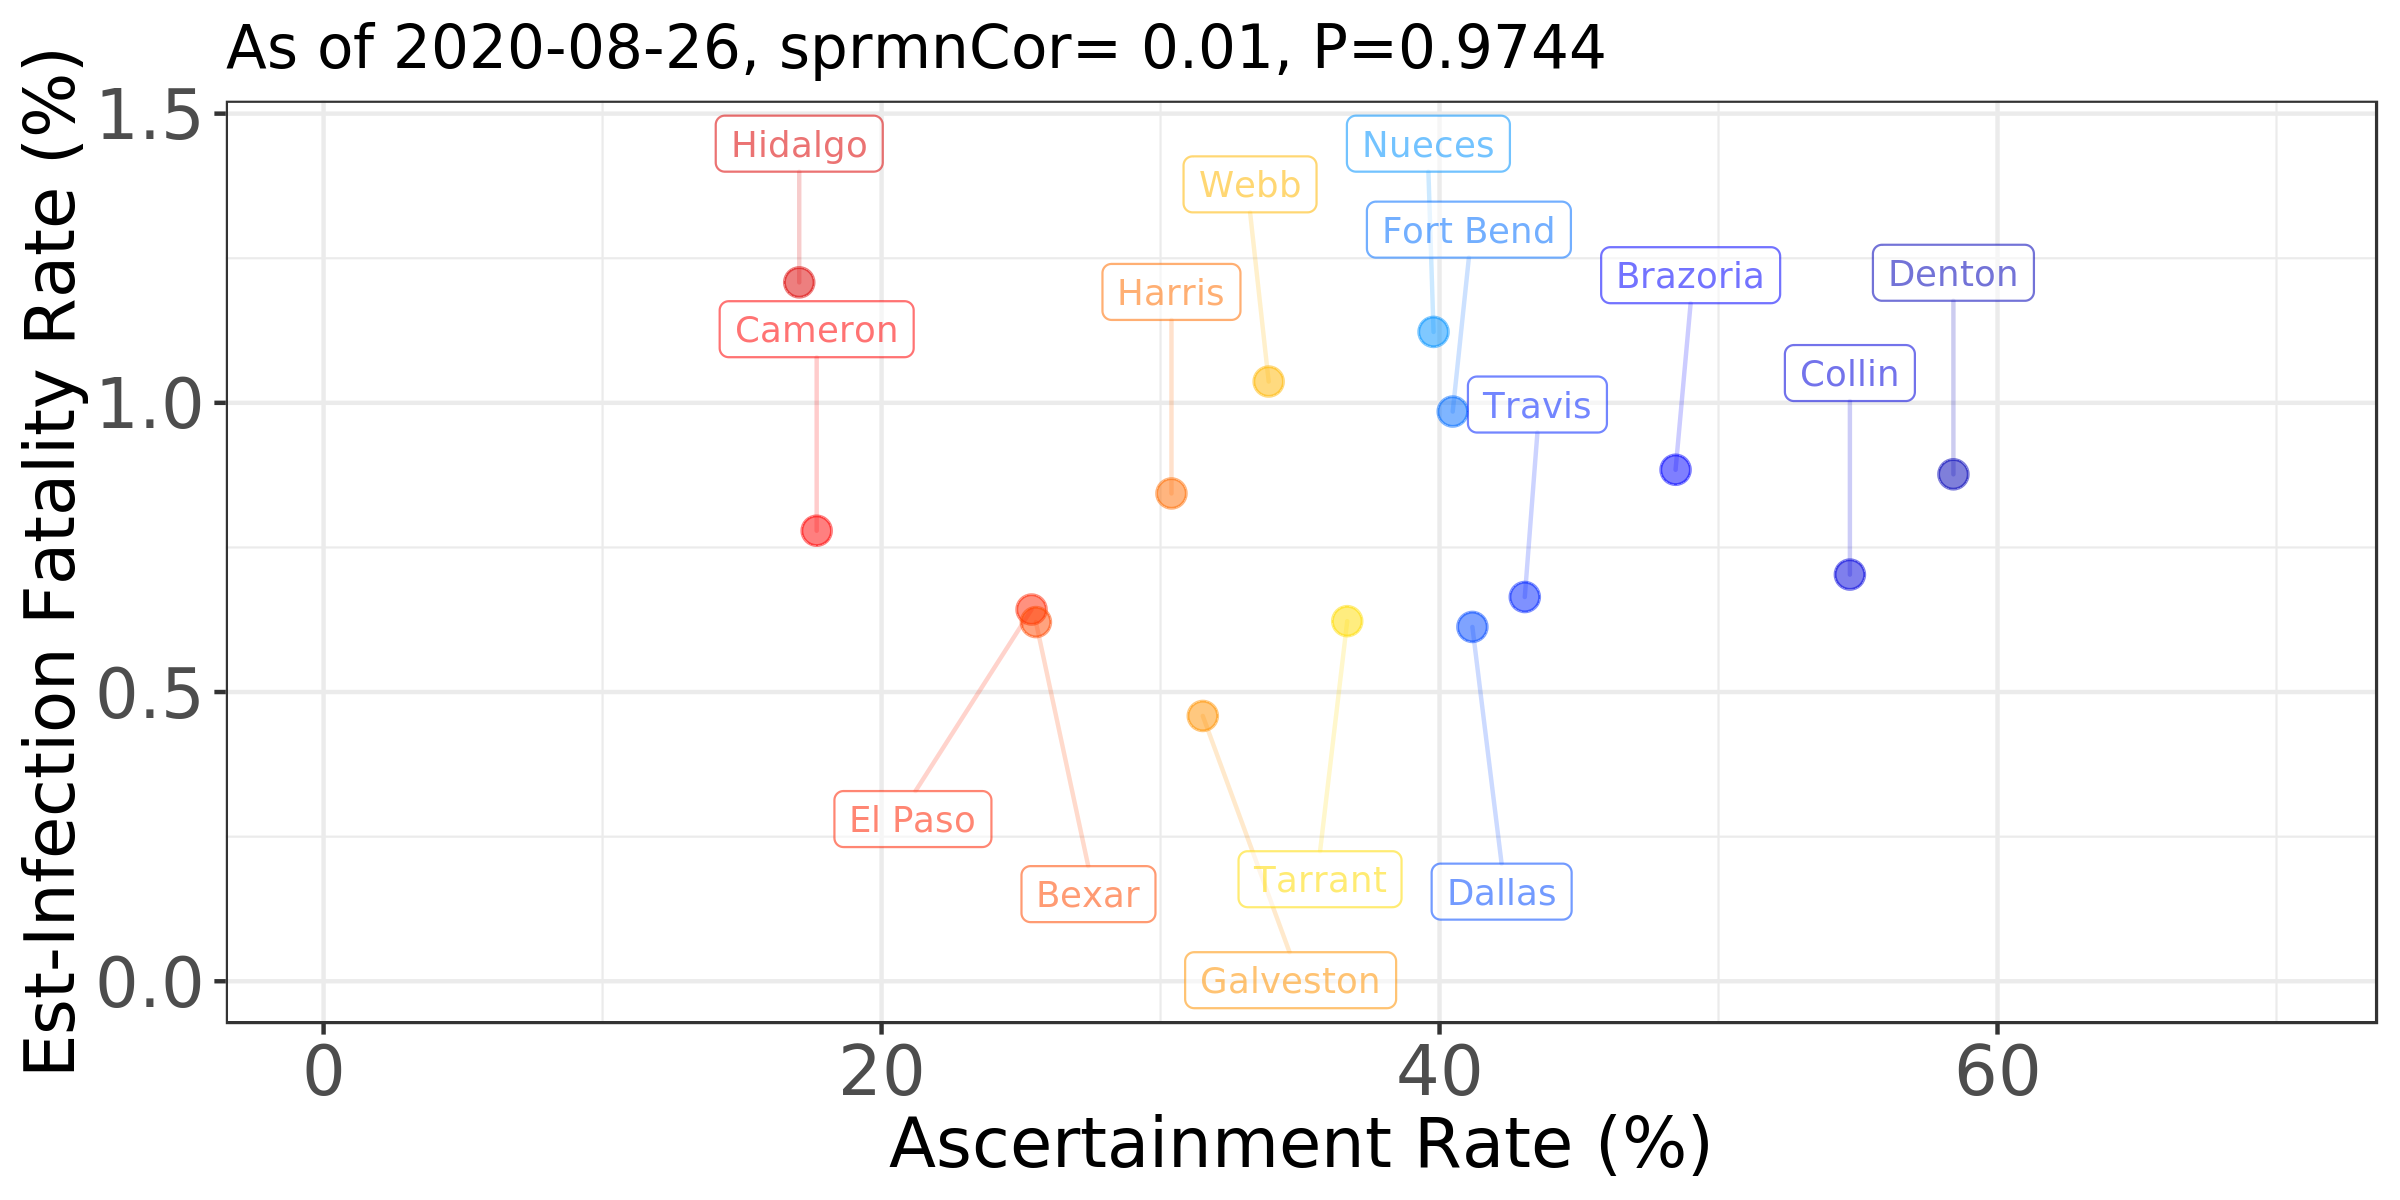 As of 2020-08-26, sprmnCor= 0.01, P=0.9744
Est-Infection Fatality Rate (%)
1.5
1.0
0.5
0.0
Hidalgo
Nueces
Webb
Fort Bend
Denton
Brazoria
Harris
Cameron
Collin
Travis
El Paso
Tarrant
Dallas
Bexar
Galveston
0 20 40 60
Ascertainment Rate (%)